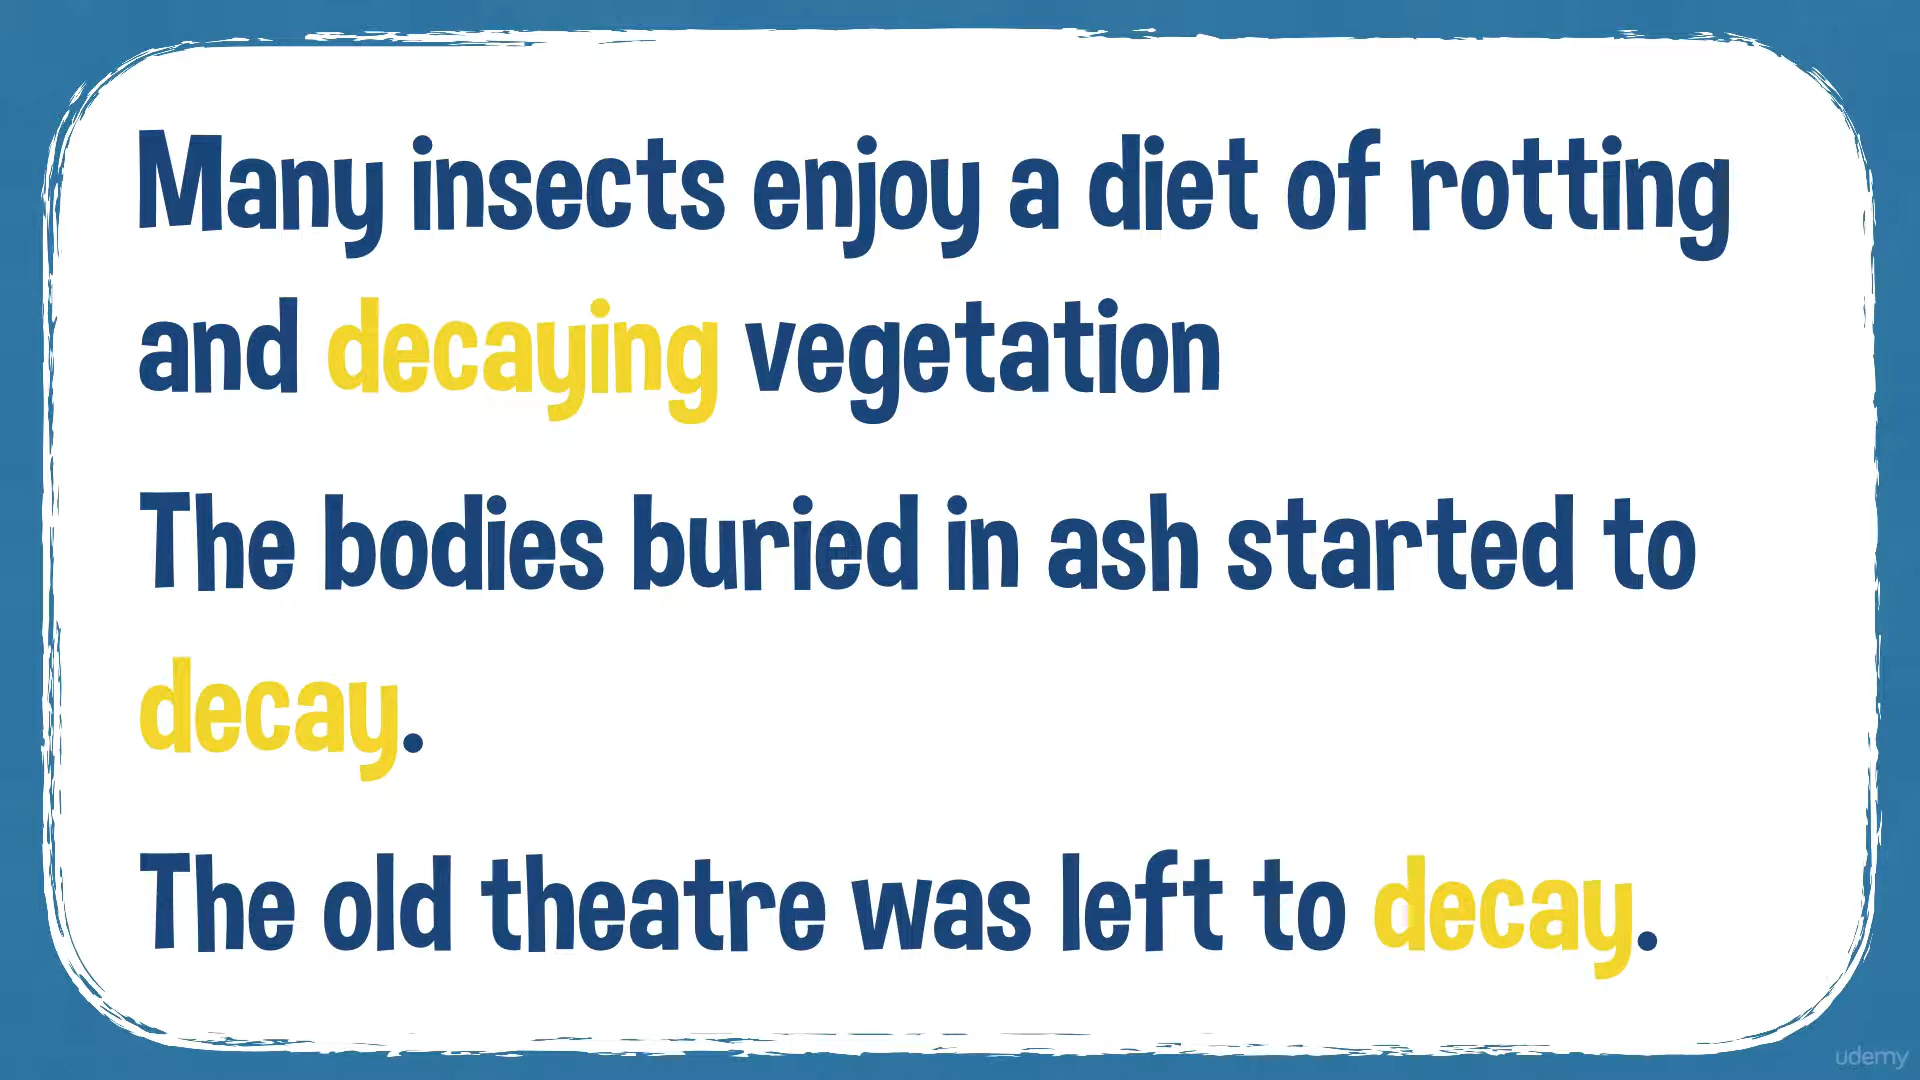 Many insects enjoy a diet of rotting
and decaying vegetation
The bodies buried in ash started to
decay.
The old theatre was left to decay.
udemy